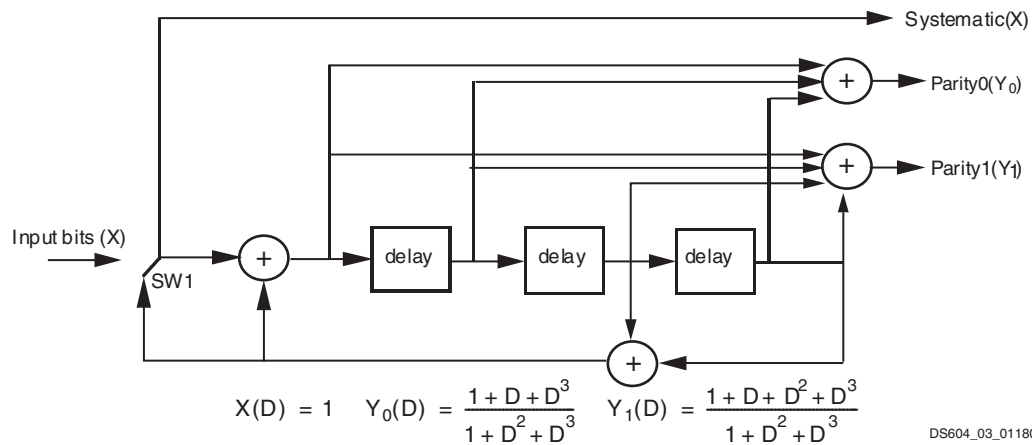 Systematic(X)
+
Parity0(Y₀)
+
Parity1(Y₁)
Input bits (X)
SW1
+
delay
delay
delay
+
X(D) = 1 Y₀(D) = (1 + D + D³)/(1 + D² + D³) Y₁(D) = (1 + D + D² + D³)/(1 + D² + D³)